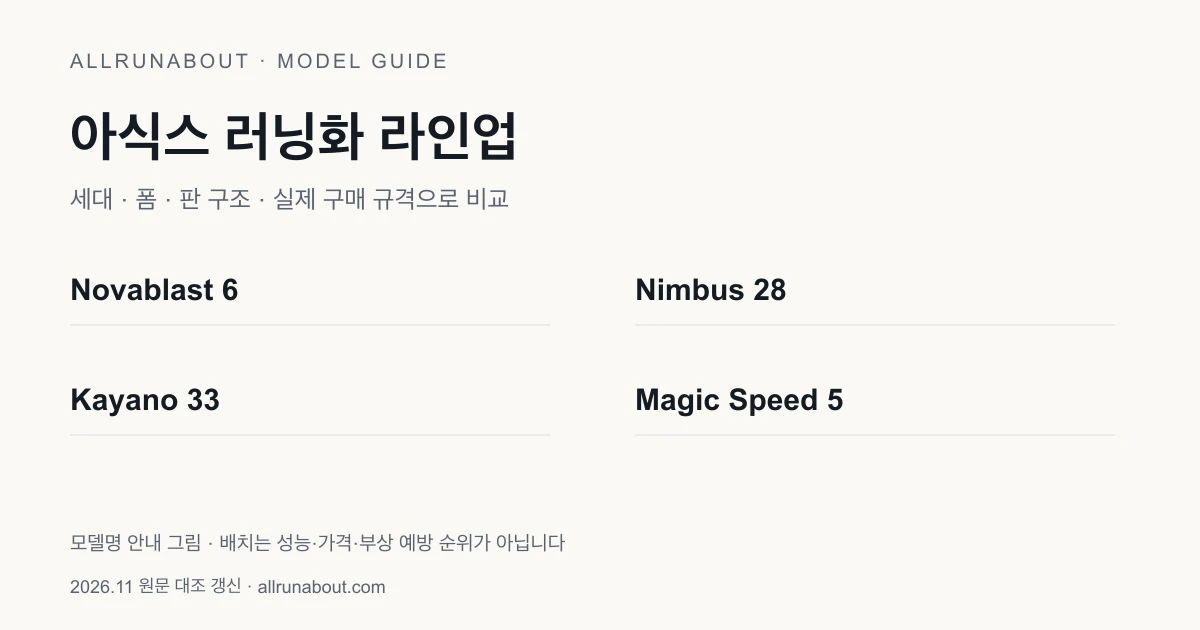 ALLRUNABOUT · MODEL GUIDE
아식스 러닝화 라인업
세대 · 폼 · 판 구조 · 실제 구매 규격으로 비교
Novablast 6
Nimbus 28
Kayano 33
Magic Speed 5
모델명 안내 그림 · 배치는 성능·가격·부상 예방 순위가 아닙니다
2026.11 원문 대조 갱신 · allrunabout.com